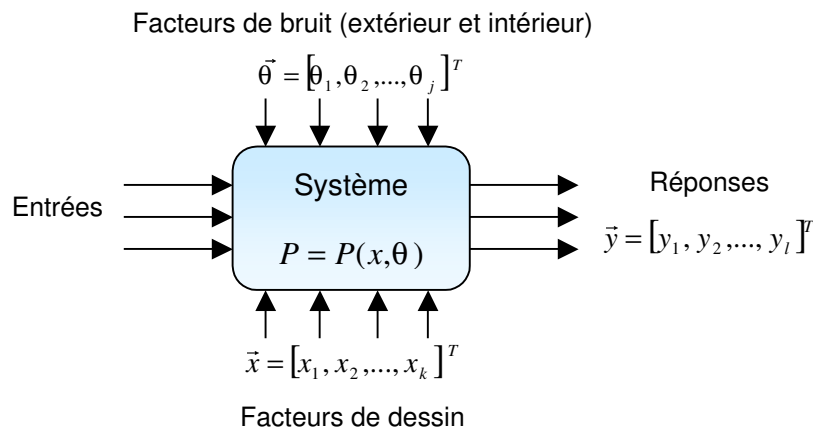 Facteurs de bruit (extérieur et intérieur)
θ⃗ = [θ₁,θ₂,...,θⱼ]ᵀ
Entrées
Système
P = P(x,θ)
Réponses
y⃗ = [y₁, y₂,..., yₗ]ᵀ
x⃗ = [x₁, x₂,..., xₖ]ᵀ
Facteurs de dessin